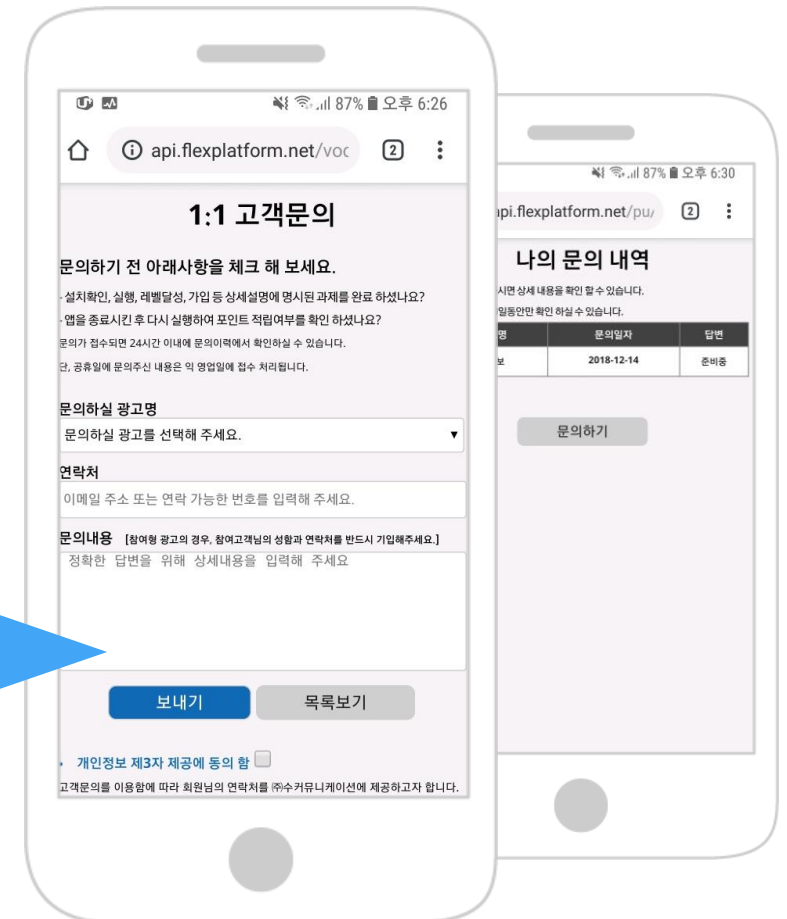 87% 오후 6:26
api.flexplatform.net/voc
2
1:1 고객문의
문의하기 전 아래사항을 체크 해 보세요.
- 설치확인, 실행, 레벨달성, 가입 등 상세설명에 명시된 과제를 완료 하셨나요?
- 앱을 종료시킨 후 다시 실행하여 포인트 적립여부를 확인 하셨나요?
문의가 접수되면 24시간 이내에 문의이력에서 확인하실 수 있습니다.
단, 공휴일에 문의주신 내용은 익 영업일에 접수 처리됩니다.
문의하실 광고명
문의하실 광고를 선택해 주세요.
연락처
이메일 주소 또는 연락 가능한 번호를 입력해 주세요.
문의내용 [참여형 광고의 경우, 참여고객님의 성함과 연락처를 반드시 기입해주세요.]
정확한 답변을 위해 상세내용을 입력해 주세요
보내기 목록보기
개인정보 제3자 제공에 동의 함
고객문의를 이용함에 따라 회원님의 연락처를 ㈜수커뮤니케이션에 제공하고자 합니다.
87% 오후 6:30
api.flexplatform.net/pu/
2
나의 문의 내역
시면 상세 내용을 확인 할 수 있습니다.
일동안만 확인 하실 수 있습니다.
명 문의일자 답변
보 2018-12-14 준비중
문의하기